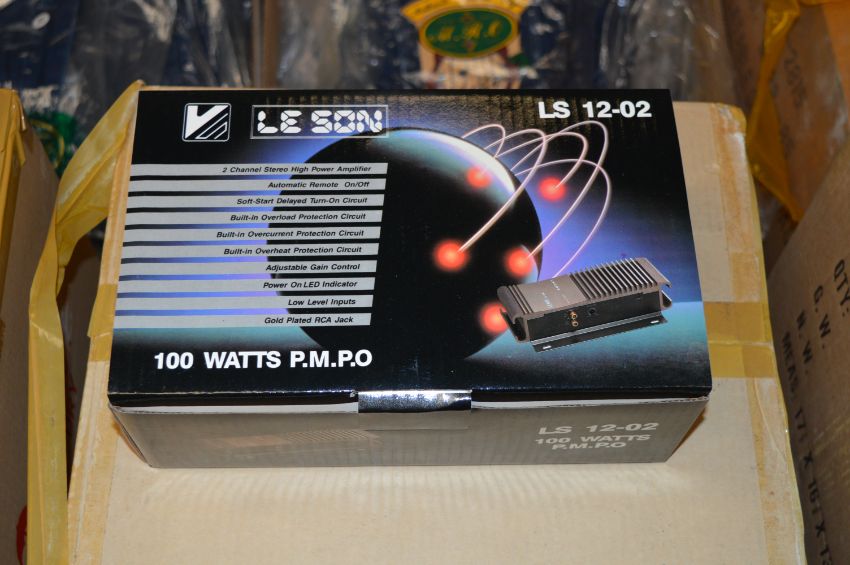 M.R.C
LE SON
LS 12-02
2 Channel Stereo High Power Amplifier
Automatic Remote On/Off
Soft-Start Delayed Turn-On Circuit
Built-in Overload Protection Circuit
Built-in Overcurrent Protection Circuit
Built-in Overheat Protection Circuit
Adjustable Gain Control
Power On LED Indicator
Low Level Inputs
Gold Plated RCA Jack
100 WATTS P.M.P.O
LS 12-02
100 WATTS
P.M.P.O
QTY:
G. W.
N. W.
MEAS